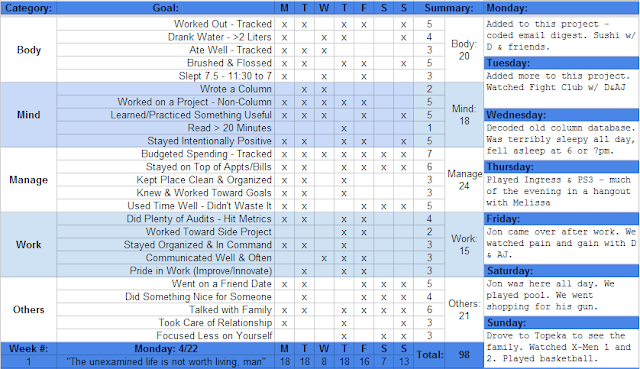 Category: Goal: M T W T F S S Summary: Monday:
Body
Worked Out - Tracked x x x x x 5
Drank Water - >2 Liters x x x x 4
Ate Well - Tracked x x x 3
Brushed & Flossed x x x x x 5
Slept 7.5 - 11:30 to 7 x x x 3
Body:
20
Mind
Wrote a Column x x 2
Worked on a Project - Non-Column x x x x x 5
Learned/Practiced Something Useful x x x x x 5
Read > 20 Minutes x 1
Stayed Intentionally Positive x x x x x 5
Mind:
18
Manage
Budgeted Spending - Tracked x x x x x x x 7
Stayed on Top of Appts/Bills x x x x x x 6
Kept Place Clean & Organized x x x 3
Knew & Worked Toward Goals x x x 3
Used Time Well - Didn't Waste It x x x x x 5
Manage
24
Work
Did Plenty of Audits - Hit Metrics x x x x 4
Worked Toward Side Project x x 2
Stayed Organized & In Command x x x 3
Communicated Well & Often x x x 3
Pride in Work (Improve/Innovate) x x x 3
Work:
15
Others
Went on a Friend Date x x x x x 5
Did Something Nice for Someone x x x x 4
Talked with Family x x x x x x 6
Took Care of Relationship x x x 3
Focused Less on Yourself x x x 3
Others:
21
Week #: Monday: 4/22 M T W T F S S Total: 98
1 "The unexamined life is not worth living, man" 18 18 8 18 16 7 13
Added to this project -
coded email digest. Sushi w/
D & friends.
Tuesday:
Added more to this project.
Watched Fight Club w/ D&AJ
Wednesday:
Decoded old column database.
Was terribly sleepy all day,
fell asleep at 6 or 7pm.
Thursday:
Played Ingress & PS3 - much
of the evening in a hangout
with Melissa
Friday:
Jon came over after work. We
watched pain and gain with D
& AJ.
Saturday:
Jon was here all day. We
played pool. We went
shopping for his gun.
Sunday:
Drove to Topeka to see the
family. Watched X-Men 1 and
2. Played basketball.